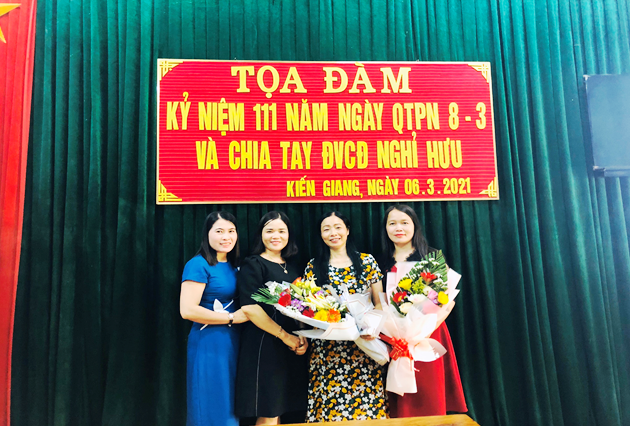 TỌA ĐÀM
KỶ NIỆM 111 NĂM NGÀY QTPN 8 - 3
VÀ CHIA TAY ĐVCĐ NGHỈ HƯU
KIẾN GIANG, NGÀY 06.3.2021